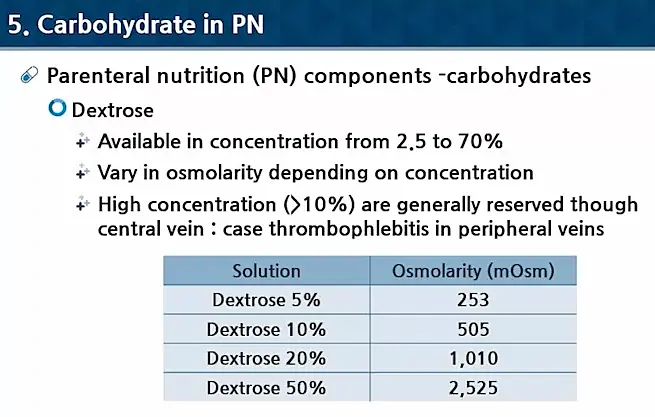 5. Carbohydrate in PN
Parenteral nutrition (PN) components -carbohydrates
Dextrose
Available in concentration from 2.5 to 70%
Vary in osmolarity depending on concentration
High concentration (>10%) are generally reserved though
central vein : case thrombophlebitis in peripheral veins
Solution Osmolarity (mOsm)
Dextrose 5% 253
Dextrose 10% 505
Dextrose 20% 1,010
Dextrose 50% 2,525